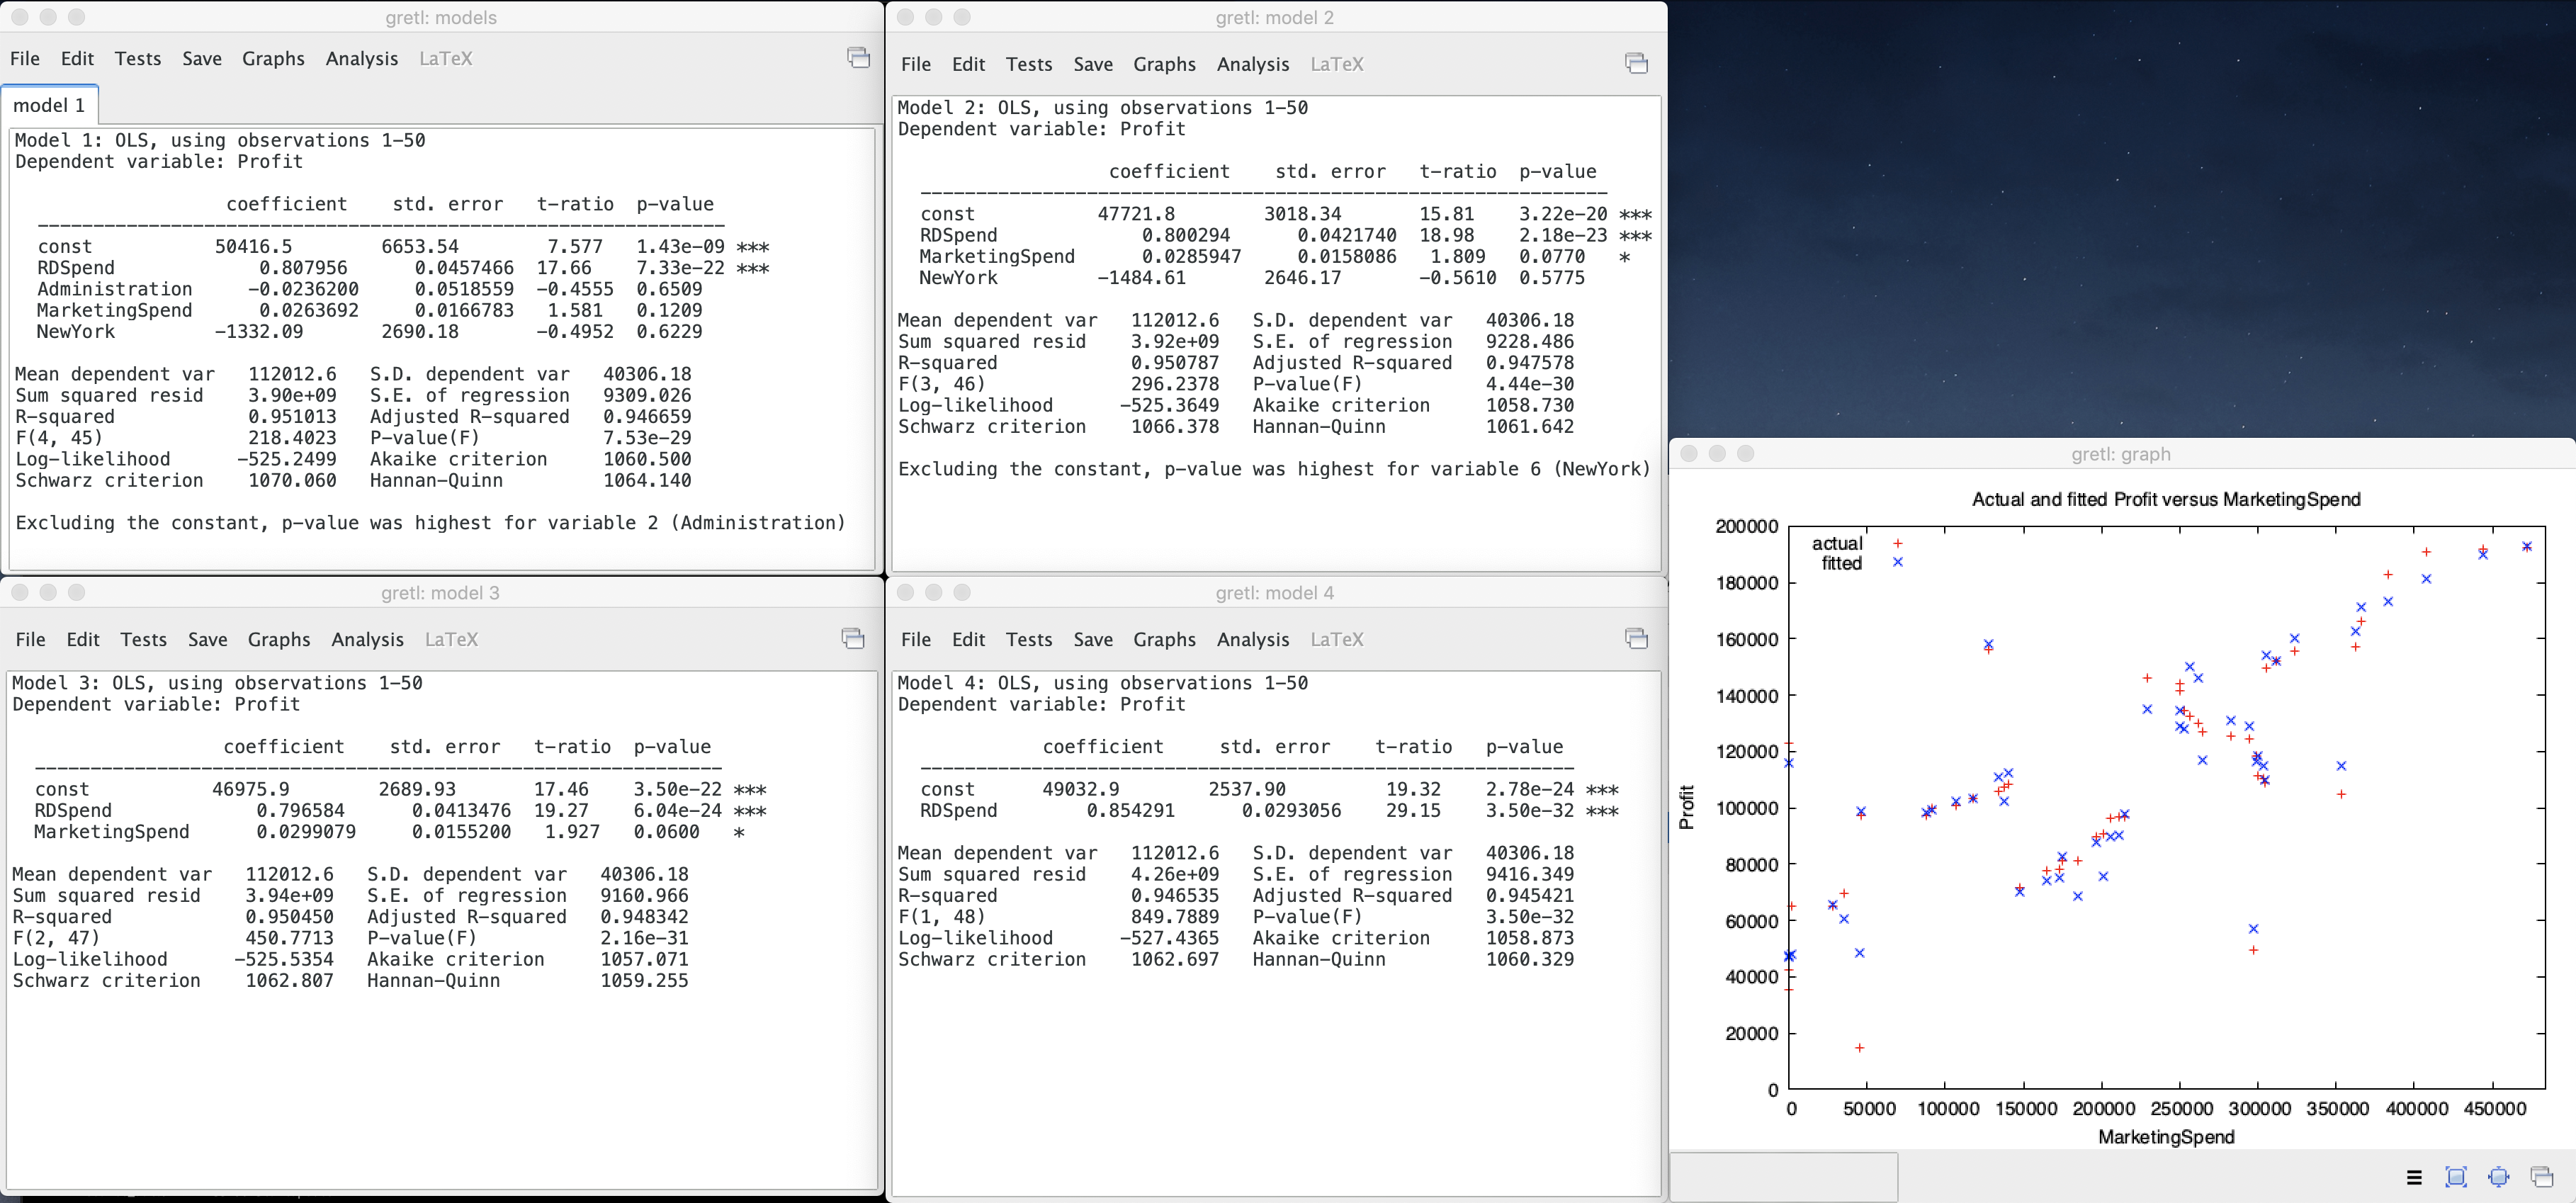 gretl: models
File Edit Tests Save Graphs Analysis LaTeX
model 1
Model 1: OLS, using observations 1-50
Dependent variable: Profit
coefficient std. error t-ratio p-value
const 50416.5 6653.54 7.577 1.43e-09 ***
RDSpend 0.807956 0.0457466 17.66 7.33e-22 ***
Administration -0.0236200 0.0518559 -0.4555 0.6509
MarketingSpend 0.0263692 0.0166783 1.581 0.1209
NewYork -1332.09 2690.18 -0.4952 0.6229
Mean dependent var 112012.6 S.D. dependent var 40306.18
Sum squared resid 3.90e+09 S.E. of regression 9309.026
R-squared 0.951013 Adjusted R-squared 0.946659
F(4, 45) 218.4023 P-value(F) 7.53e-29
Log-likelihood -525.2499 Akaike criterion 1060.500
Schwarz criterion 1070.060 Hannan-Quinn 1064.140
Excluding the constant, p-value was highest for variable 2 (Administration)
gretl: model 2
File Edit Tests Save Graphs Analysis LaTeX
Model 2: OLS, using observations 1-50
Dependent variable: Profit
coefficient std. error t-ratio p-value
const 47721.8 3018.34 15.81 3.22e-20 ***
RDSpend 0.800294 0.0421740 18.98 2.18e-23 ***
MarketingSpend 0.0285947 0.0158086 1.809 0.0770 *
NewYork -1484.61 2646.17 -0.5610 0.5775
Mean dependent var 112012.6 S.D. dependent var 40306.18
Sum squared resid 3.92e+09 S.E. of regression 9228.486
R-squared 0.950787 Adjusted R-squared 0.947578
F(3, 46) 296.2378 P-value(F) 4.44e-30
Log-likelihood -525.3649 Akaike criterion 1058.730
Schwarz criterion 1066.378 Hannan-Quinn 1061.642
Excluding the constant, p-value was highest for variable 6 (NewYork)
gretl: model 3
File Edit Tests Save Graphs Analysis LaTeX
Model 3: OLS, using observations 1-50
Dependent variable: Profit
coefficient std. error t-ratio p-value
const 46975.9 2689.93 17.46 3.50e-22 ***
RDSpend 0.796584 0.0413476 19.27 6.04e-24 ***
MarketingSpend 0.0299079 0.0155200 1.927 0.0600 *
Mean dependent var 112012.6 S.D. dependent var 40306.18
Sum squared resid 3.94e+09 S.E. of regression 9160.966
R-squared 0.950450 Adjusted R-squared 0.948342
F(2, 47) 450.7713 P-value(F) 2.16e-31
Log-likelihood -525.5354 Akaike criterion 1057.071
Schwarz criterion 1062.807 Hannan-Quinn 1059.255
gretl: model 4
File Edit Tests Save Graphs Analysis LaTeX
Model 4: OLS, using observations 1-50
Dependent variable: Profit
coefficient std. error t-ratio p-value
const 49032.9 2537.90 19.32 2.78e-24 ***
RDSpend 0.854291 0.0293056 29.15 3.50e-32 ***
Mean dependent var 112012.6 S.D. dependent var 40306.18
Sum squared resid 4.26e+09 S.E. of regression 9416.349
R-squared 0.946535 Adjusted R-squared 0.945421
F(1, 48) 849.7889 P-value(F) 3.50e-32
Log-likelihood -527.4365 Akaike criterion 1058.873
Schwarz criterion 1062.697 Hannan-Quinn 1060.329
gretl: graph
Actual and fitted Profit versus MarketingSpend
actual
fitted
200000
180000
160000
140000
120000
100000
80000
60000
40000
20000
0
Profit
0 50000 100000 150000 200000 250000 300000 350000 400000 450000
MarketingSpend